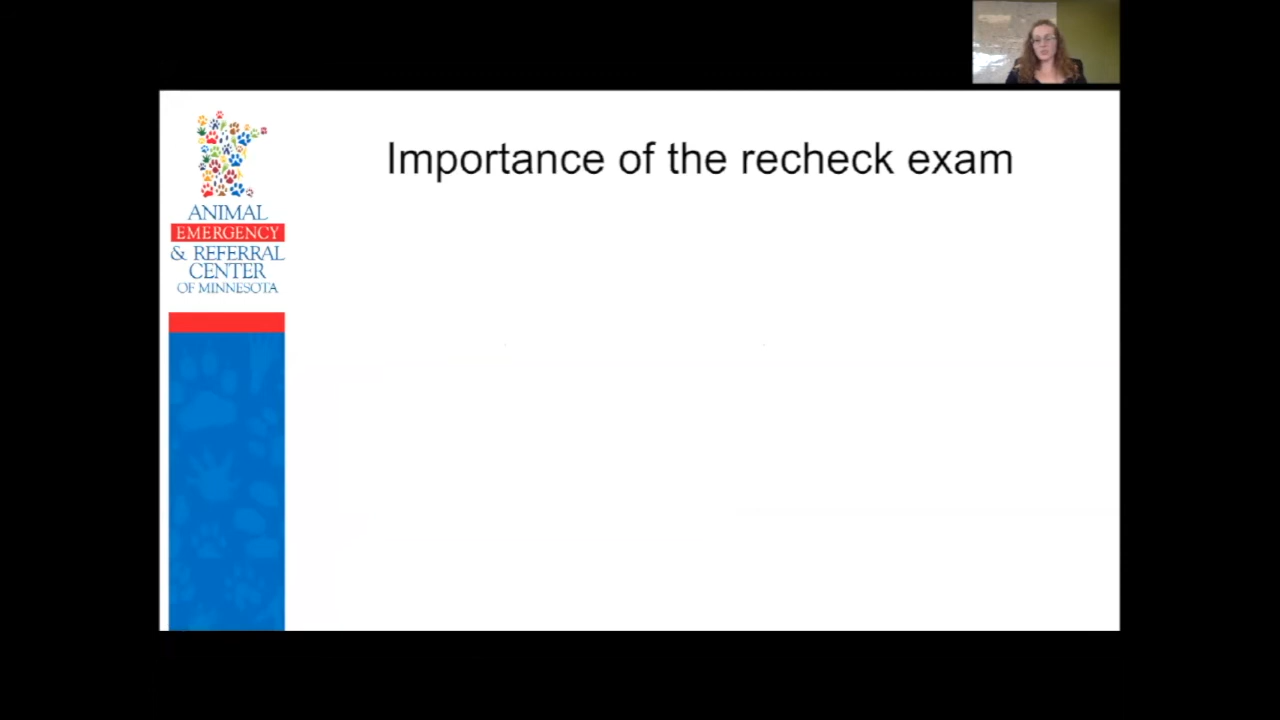 Importance of the recheck exam
ANIMAL
EMERGENCY
& REFERRAL
CENTER
OF MINNESOTA